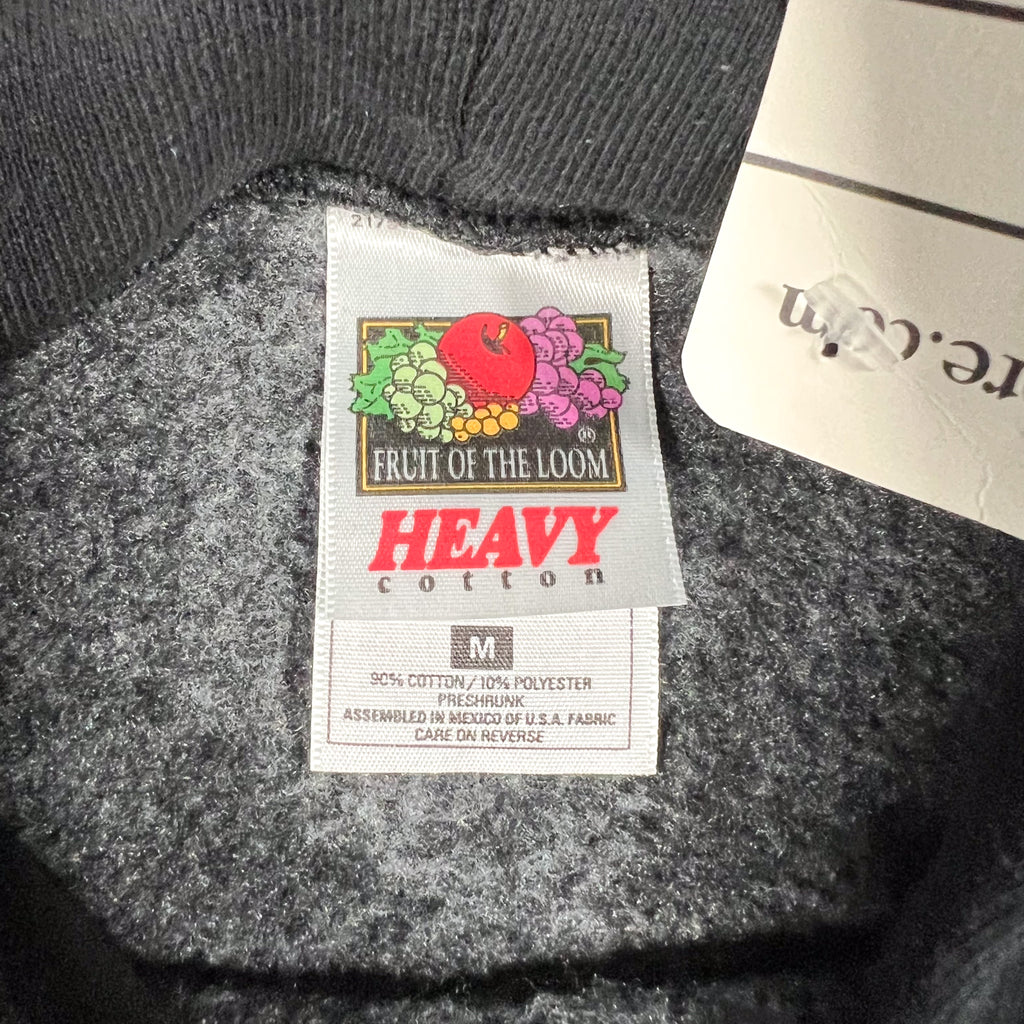 FRUIT OF THE LOOM
®
HEAVY
cotton
M
90% COTTON / 10% POLYESTER
PRESHRUNK
ASSEMBLED IN MEXICO OF U.S.A. FABRIC
CARE ON REVERSE
re.com